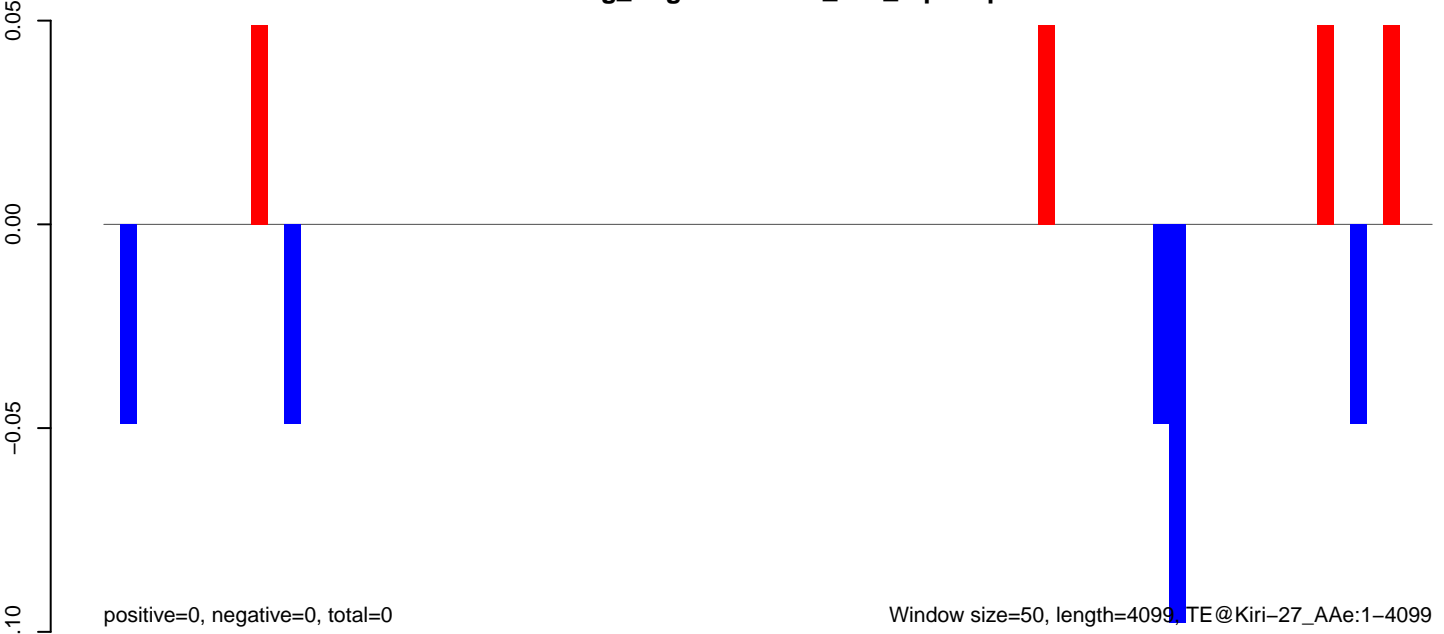 0.05
0.00
−0.05
.10
positive=0, negative=0, total=0
Window size=50, length=4099, TE@Kiri−27_AAe:1−4099